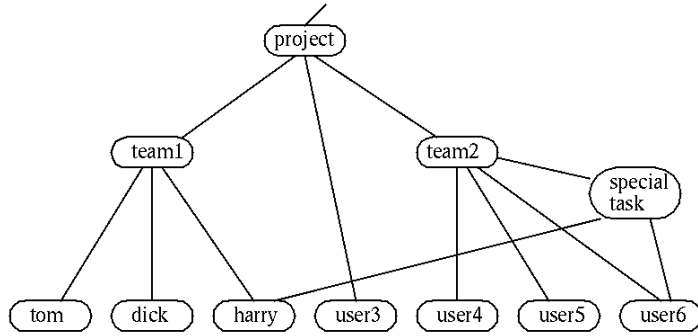 project
team1
team2
special
task
tom
dick
harry
user3
user4
user5
user6